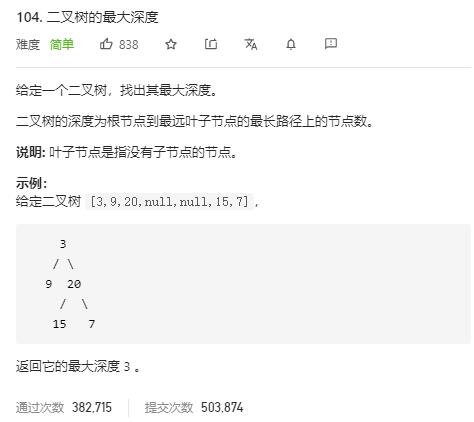 104. 二叉树的最大深度
难度 简单 838
给定一个二叉树，找出其最大深度。
二叉树的深度为根节点到最远叶子节点的最长路径上的节点数。
说明: 叶子节点是指没有子节点的节点。
示例：
给定二叉树 [3,9,20,null,null,15,7]，
3
/ \
9 20
/ \
15 7
返回它的最大深度 3 。
通过次数 382,715 提交次数 503,874